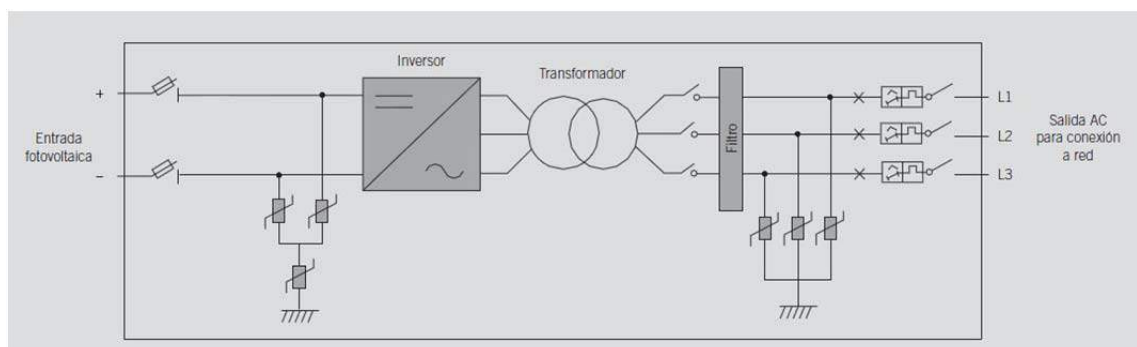 Inversor
Transformador
+
Entrada
fotovoltaica
–
Filtro
L1
L2
L3
Salida AC
para conexión
a red